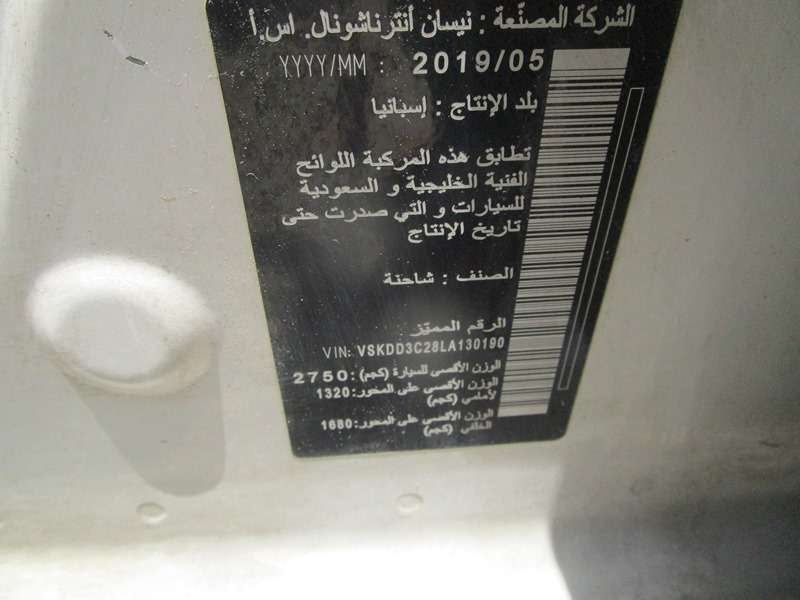 الشركة المصنّعة : نيسان أنترناشونال. اس.أ
YYYY/MM : 2019/05
بلد الإنتاج : إسبانيا
تطابق هذه المركبة اللوائح
الفنية الخليجية و السعودية
للسيارات و التي صدرت حتى
تاريخ الإنتاج
الصنف : شاحنة
الرقم المميّز
VIN: VSKDD3C28LA130190
الوزن الأقصى للسيارة (كجم): 2750
الوزن الأقصى على المحور: 1320
لأمامي (كجم)
الوزن الأقصى على المحور: 1680
الخلفي (كجم)